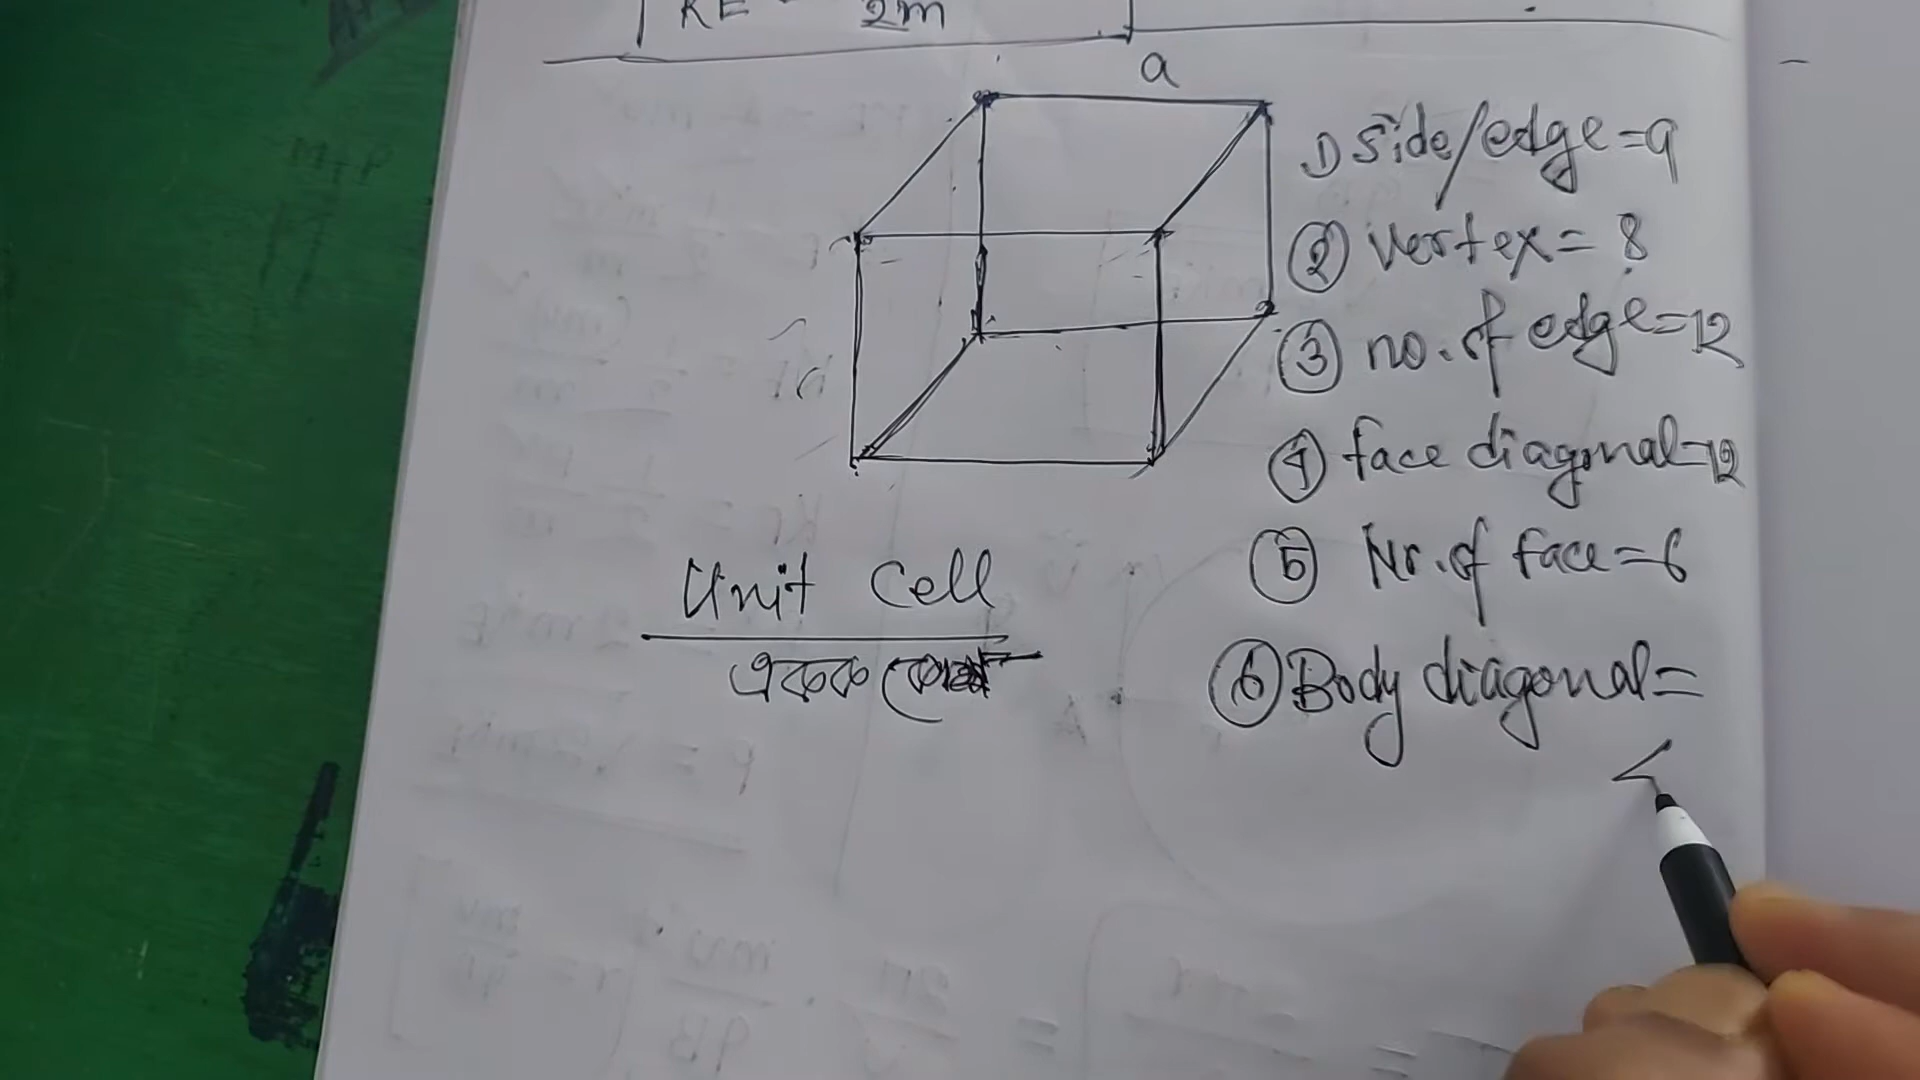 KE
2m
a
1) Side/edge=a
② Vertex = 8
③ no. of edge=12
④ face diagonal=12
⑤ Nr. of face=6
⑥ Body diagonal=
Unit Cell
একক